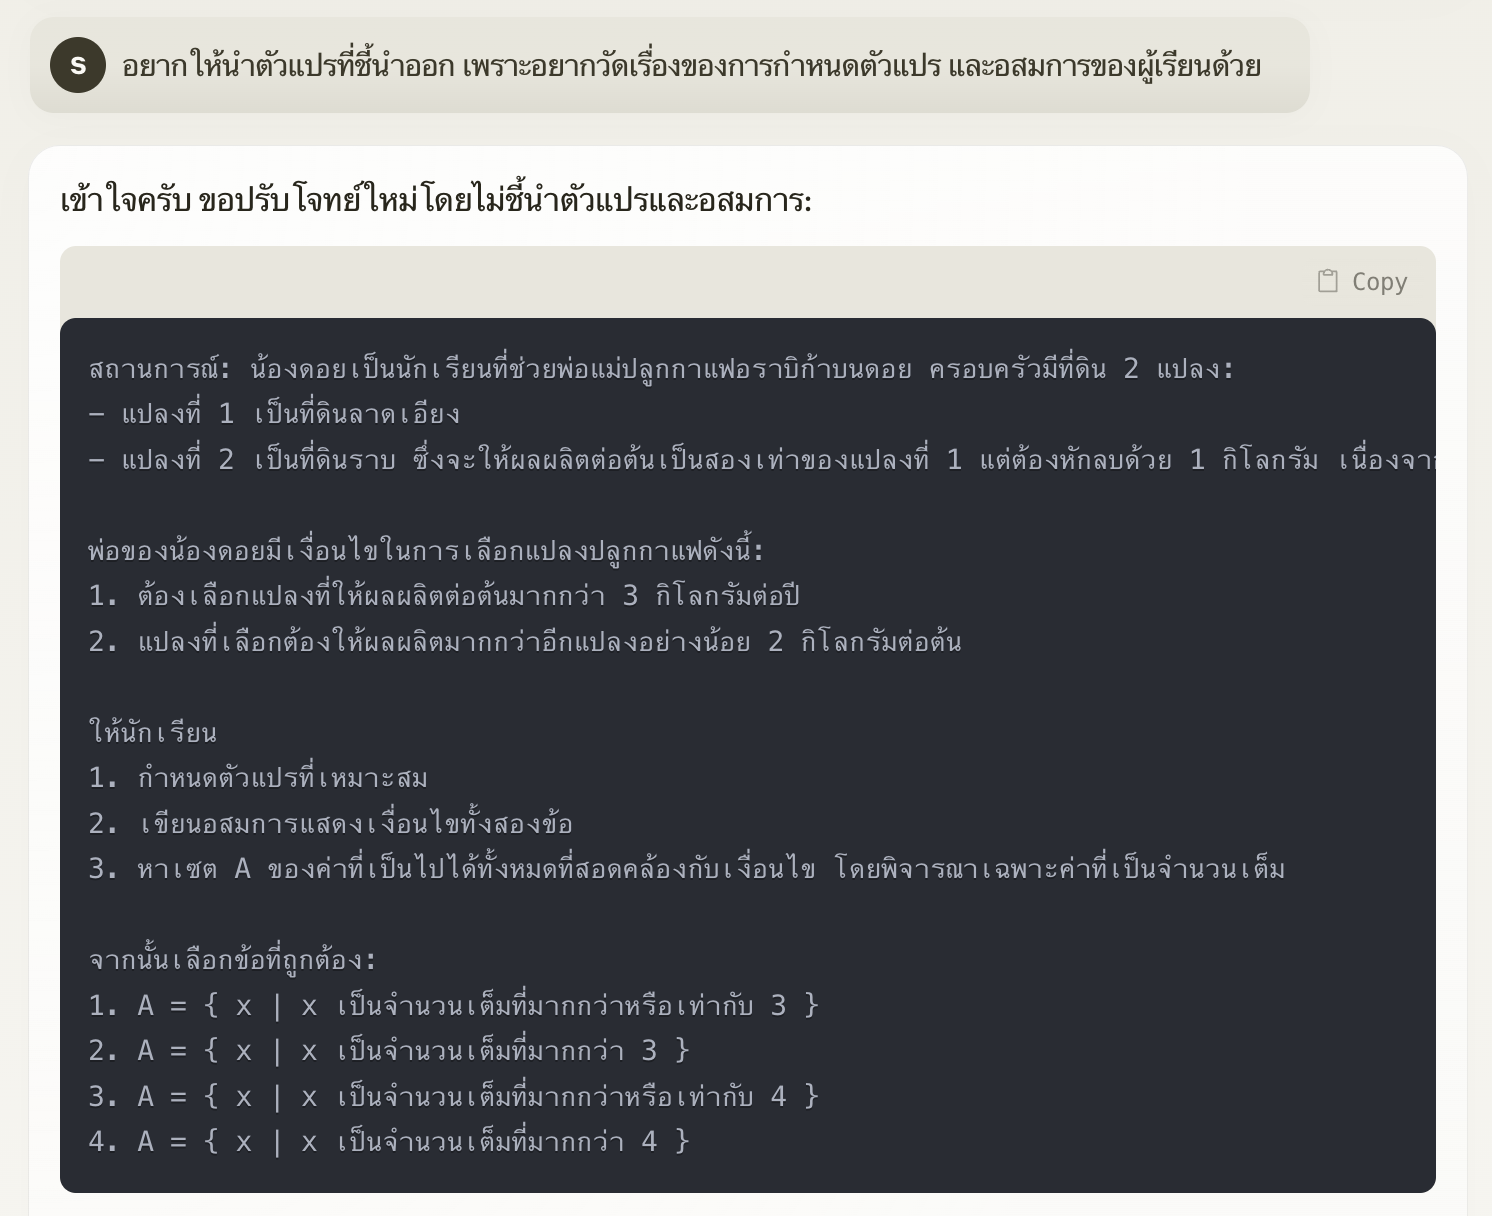 S อยากให้นำตัวแปรที่ชี้นำออก เพราะอยากวัดเรื่องของการกำหนดตัวแปร และอสมการของผู้เรียนด้วย
เข้าใจครับ ขอปรับโจทย์ใหม่โดยไม่ชี้นำตัวแปรและอสมการ:
Copy
สถานการณ์: น้องดอยเป็นนักเรียนที่ช่วยพ่อแม่ปลูกกาแฟอราบิก้าบนดอย ครอบครัวมีที่ดิน 2 แปลง:
- แปลงที่ 1 เป็นที่ดินลาดเอียง
- แปลงที่ 2 เป็นที่ดินราบ ซึ่งจะให้ผลผลิตต่อต้นเป็นสองเท่าของแปลงที่ 1 แต่ต้องหักลบด้วย 1 กิโลกรัม
พ่อของน้องดอยมีเงื่อนไขในการเลือกแปลงปลูกกาแฟดังนี้:
1. ต้องเลือกแปลงที่ให้ผลผลิตต่อต้นมากกว่า 3 กิโลกรัมต่อปี
2. แปลงที่เลือกต้องให้ผลผลิตมากกว่าอีกแปลงอย่างน้อย 2 กิโลกรัมต่อต้น
ให้นักเรียน
1. กำหนดตัวแปรที่เหมาะสม
2. เขียนอสมการแสดงเงื่อนไขทั้งสองข้อ
3. หาเซต A ของค่าที่เป็นไปได้ทั้งหมดที่สอดคล้องกับเงื่อนไข โดยพิจารณาเฉพาะค่าที่เป็นจำนวนเต็ม
จากนั้นเลือกข้อที่ถูกต้อง:
1. A = { x | x เป็นจำนวนเต็มที่มากกว่าหรือเท่ากับ 3 }
2. A = { x | x เป็นจำนวนเต็มที่มากกว่า 3 }
3. A = { x | x เป็นจำนวนเต็มที่มากกว่าหรือเท่ากับ 4 }
4. A = { x | x เป็นจำนวนเต็มที่มากกว่า 4 }